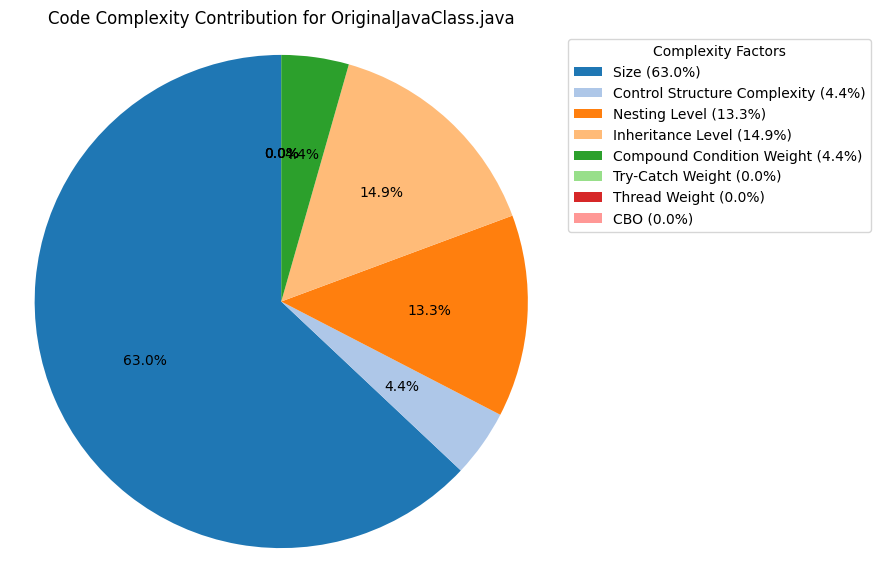 Code Complexity Contribution for OriginalJavaClass.java
Complexity Factors
Size (63.0%)
Control Structure Complexity (4.4%)
Nesting Level (13.3%)
Inheritance Level (14.9%)
Compound Condition Weight (4.4%)
Try-Catch Weight (0.0%)
Thread Weight (0.0%)
CBO (0.0%)
0.0%
4.4%
14.9%
13.3%
63.0%
4.4%